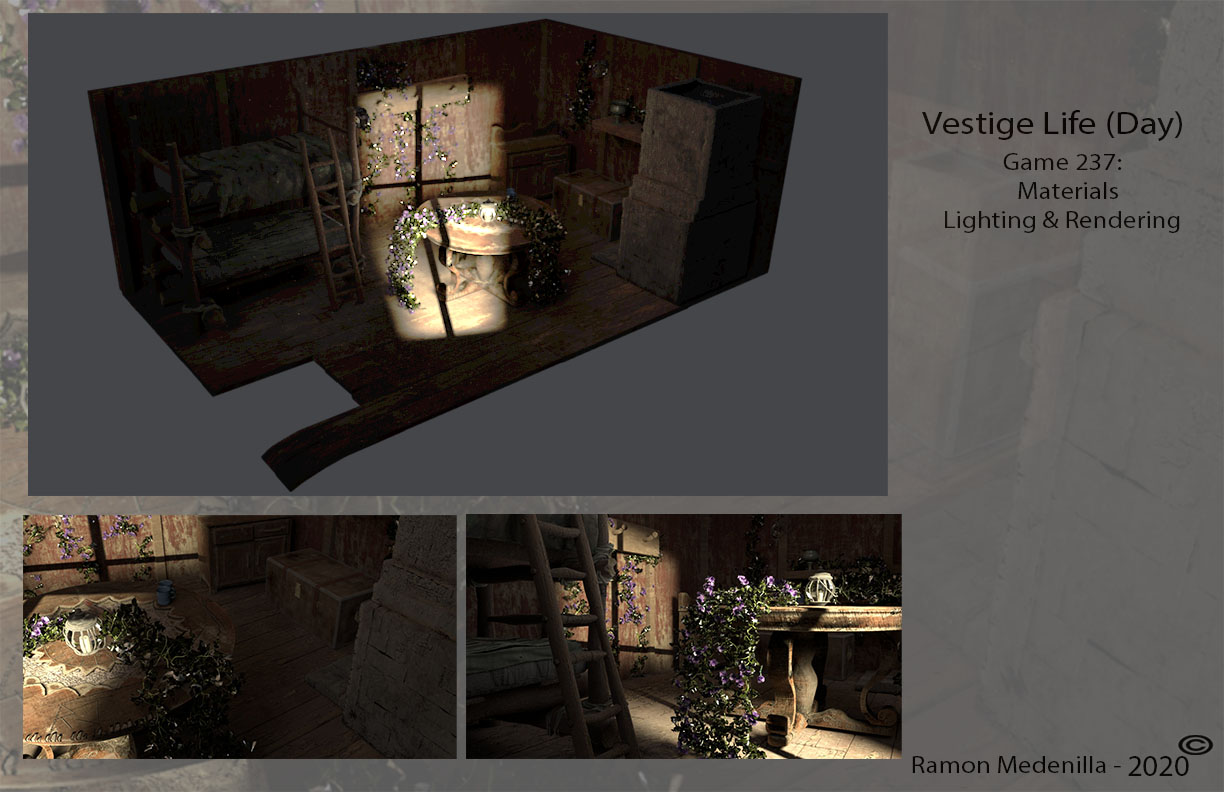 Vestige Life (Day)
Game 237:
Materials
Lighting & Rendering
©
Ramon Medenilla - 2020